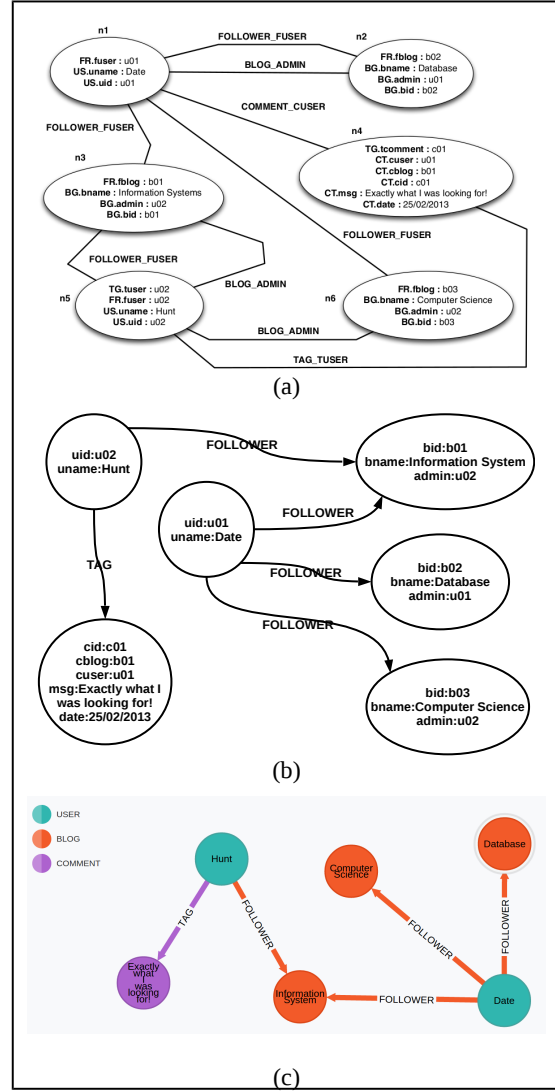 n1
FR.fuser : u01
US.uname : Date
US.uid : u01
FOLLOWER_FUSER
n2
FR.fblog : b02
BG.bname : Database
BG.admin : u01
BG.bid : b02
BLOG_ADMIN
COMMENT_CUSER
n4
TG.tcomment : c01
CT.cuser : u01
CT.cblog : b01
CT.cid : c01
CT.msg : Exactly what I was looking for!
CT.date : 25/02/2013
FOLLOWER_FUSER
n3
FR.fblog : b01
BG.bname : Information Systems
BG.admin : u02
BG.bid : b01
FOLLOWER_FUSER
FOLLOWER_FUSER
BLOG_ADMIN
n5
TG.tuser : u02
FR.fuser : u02
US.uname : Hunt
US.uid : u02
n6
FR.fblog : b03
BG.bname : Computer Science
BG.admin : u02
BG.bid : b03
BLOG_ADMIN
TAG_TUSER
(a)
uid:u02
uname:Hunt
FOLLOWER
bid:b01
bname:Information System
admin:u02
uid:u01
uname:Date
FOLLOWER
TAG
FOLLOWER
bid:b02
bname:Database
admin:u01
FOLLOWER
cid:c01
cblog:b01
cuser:u01
msg:Exactly what I
was looking for!
date:25/02/2013
bid:b03
bname:Computer Science
admin:u02
(b)
USER
BLOG
COMMENT
Hunt
Computer
Science
Database
TAG
FOLLOWER
FOLLOWER
FOLLOWER
Exactly
what
I
was
looking
for!
Information
System
FOLLOWER
Date
(c)